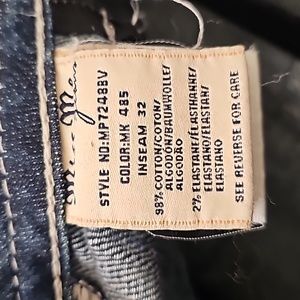 Miss Me
STYLE NO:MP7248BV
COLOR:MK 485
INSEAM 32
98% COTTON/COTON/
ALGODÓN/BAUMWOLLE/
ALGODRO
2% ELASTANE/ELASTHANNE/
ELASTANO/ELASTAN/
ELASTANO
SEE REVERSE FOR CARE